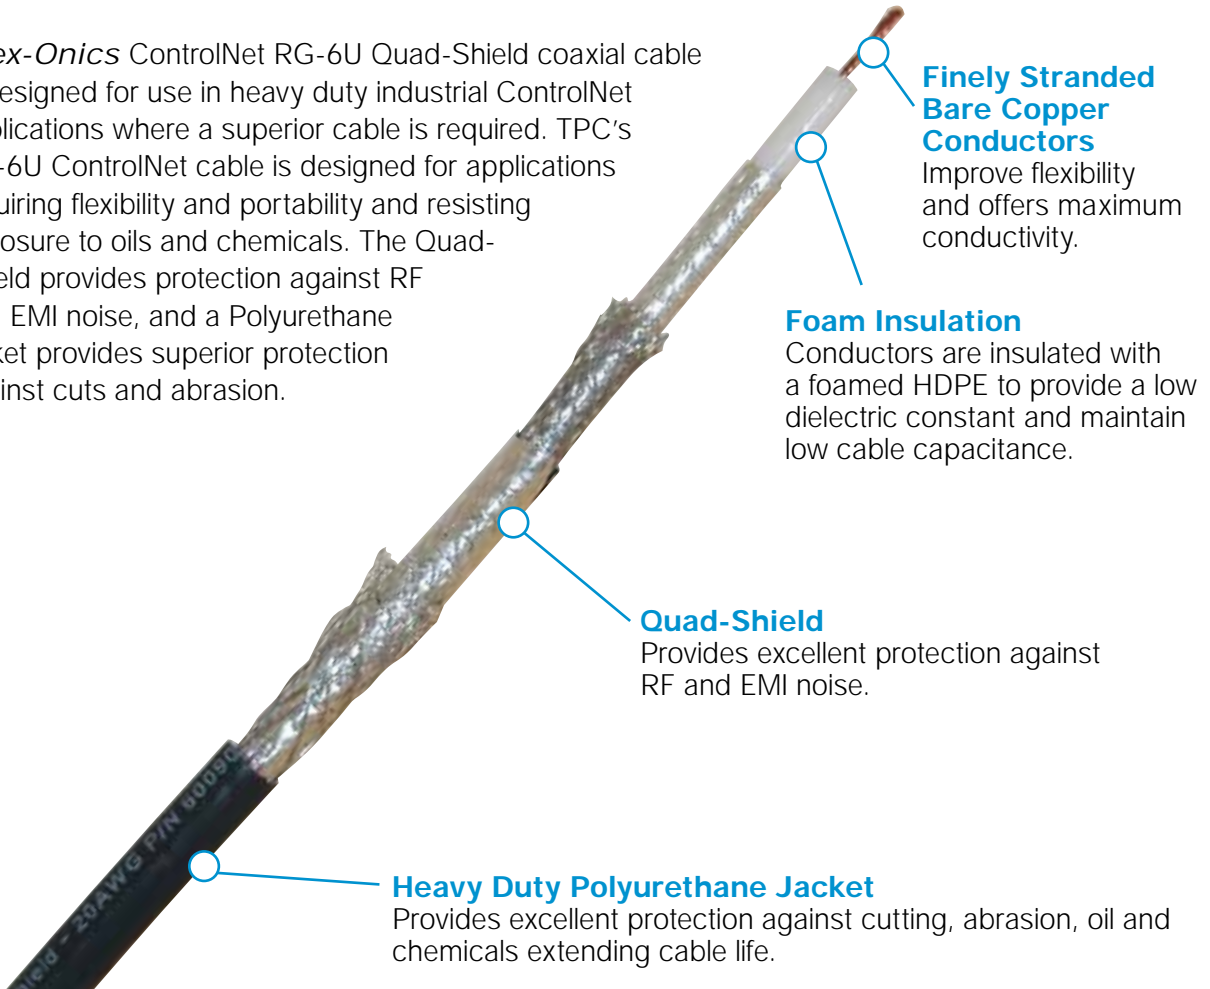 ex-Onics ControlNet RG-6U Quad-Shield coaxial cable
esigned for use in heavy duty industrial ControlNet
lications where a superior cable is required. TPC's
-6U ControlNet cable is designed for applications
uiring flexibility and portability and resisting
osure to oils and chemicals. The Quad-
eld provides protection against RF
EMI noise, and a Polyurethane
ket provides superior protection
inst cuts and abrasion.
Finely Stranded
Bare Copper
Conductors
Improve flexibility
and offers maximum
conductivity.
Foam Insulation
Conductors are insulated with
a foamed HDPE to provide a low
dielectric constant and maintain
low cable capacitance.
Quad-Shield
Provides excellent protection against
RF and EMI noise.
Heavy Duty Polyurethane Jacket
Provides excellent protection against cutting, abrasion, oil and
chemicals extending cable life.
ield - 20AWG P/N 60090